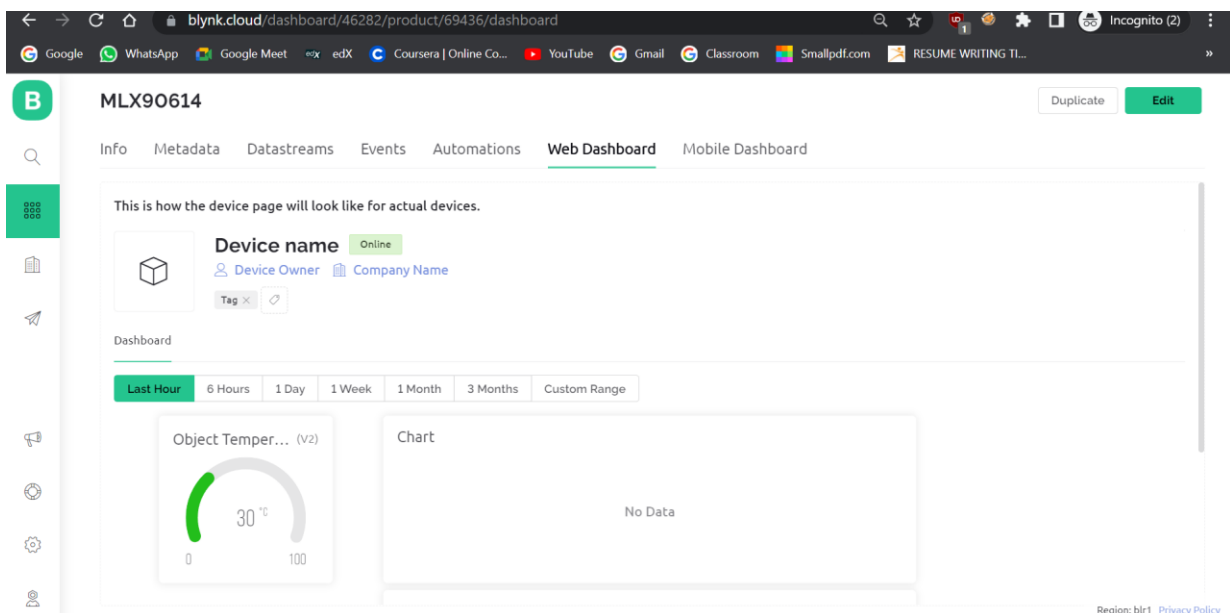 blynk.cloud/dashboard/46282/product/69436/dashboard
1
Incognito (2)
Google WhatsApp Google Meet edX edX Coursera | Online Co... YouTube Gmail Classroom Smallpdf.com RESUME WRITING TI... »
B
MLX90614
Duplicate Edit
Info Metadata Datastreams Events Automations Web Dashboard Mobile Dashboard
This is how the device page will look like for actual devices.
Device name Online
Device Owner Company Name
Tag ×
Dashboard
Last Hour 6 Hours 1 Day 1 Week 1 Month 3 Months Custom Range
Object Temper... (V2)
30 °C
0 100
Chart
No Data
Region: blr1 Privacy Policy